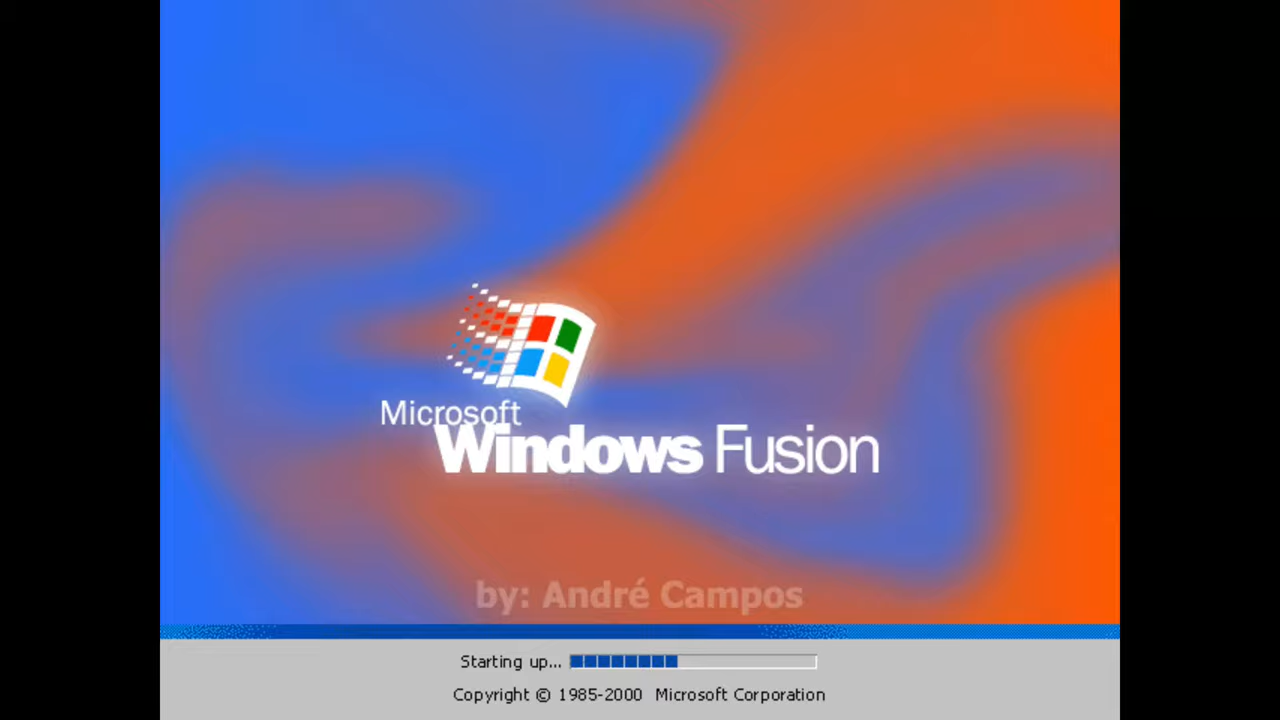 Microsoft
Windows Fusion
by: André Campos
Starting up...
Copyright © 1985-2000 Microsoft Corporation